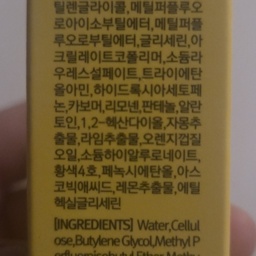 틸렌글라이콜,메틸퍼플루오
로아이소부틸에터,메틸퍼플
루오로부틸에터,글리세린,아
크릴레이트코폴리머,소듐라
우레스설페이트,트라이에탄
올아민,하이드록시아세토페
논,카보머,리모넨,판테놀,알란
토인,1,2-헥산다이올,자몽추
출물,라임추출물,오렌지껍질
오일,소듐하이알루로네이트,
황색4호,페녹시에탄올,아스
코빅애씨드,레몬추출물,에틸
헥실글리세린
[INGREDIENTS] Water,Cellul
ose,Butylene Glycol,Methyl P
erfluoroisobutyl Ether,Methy